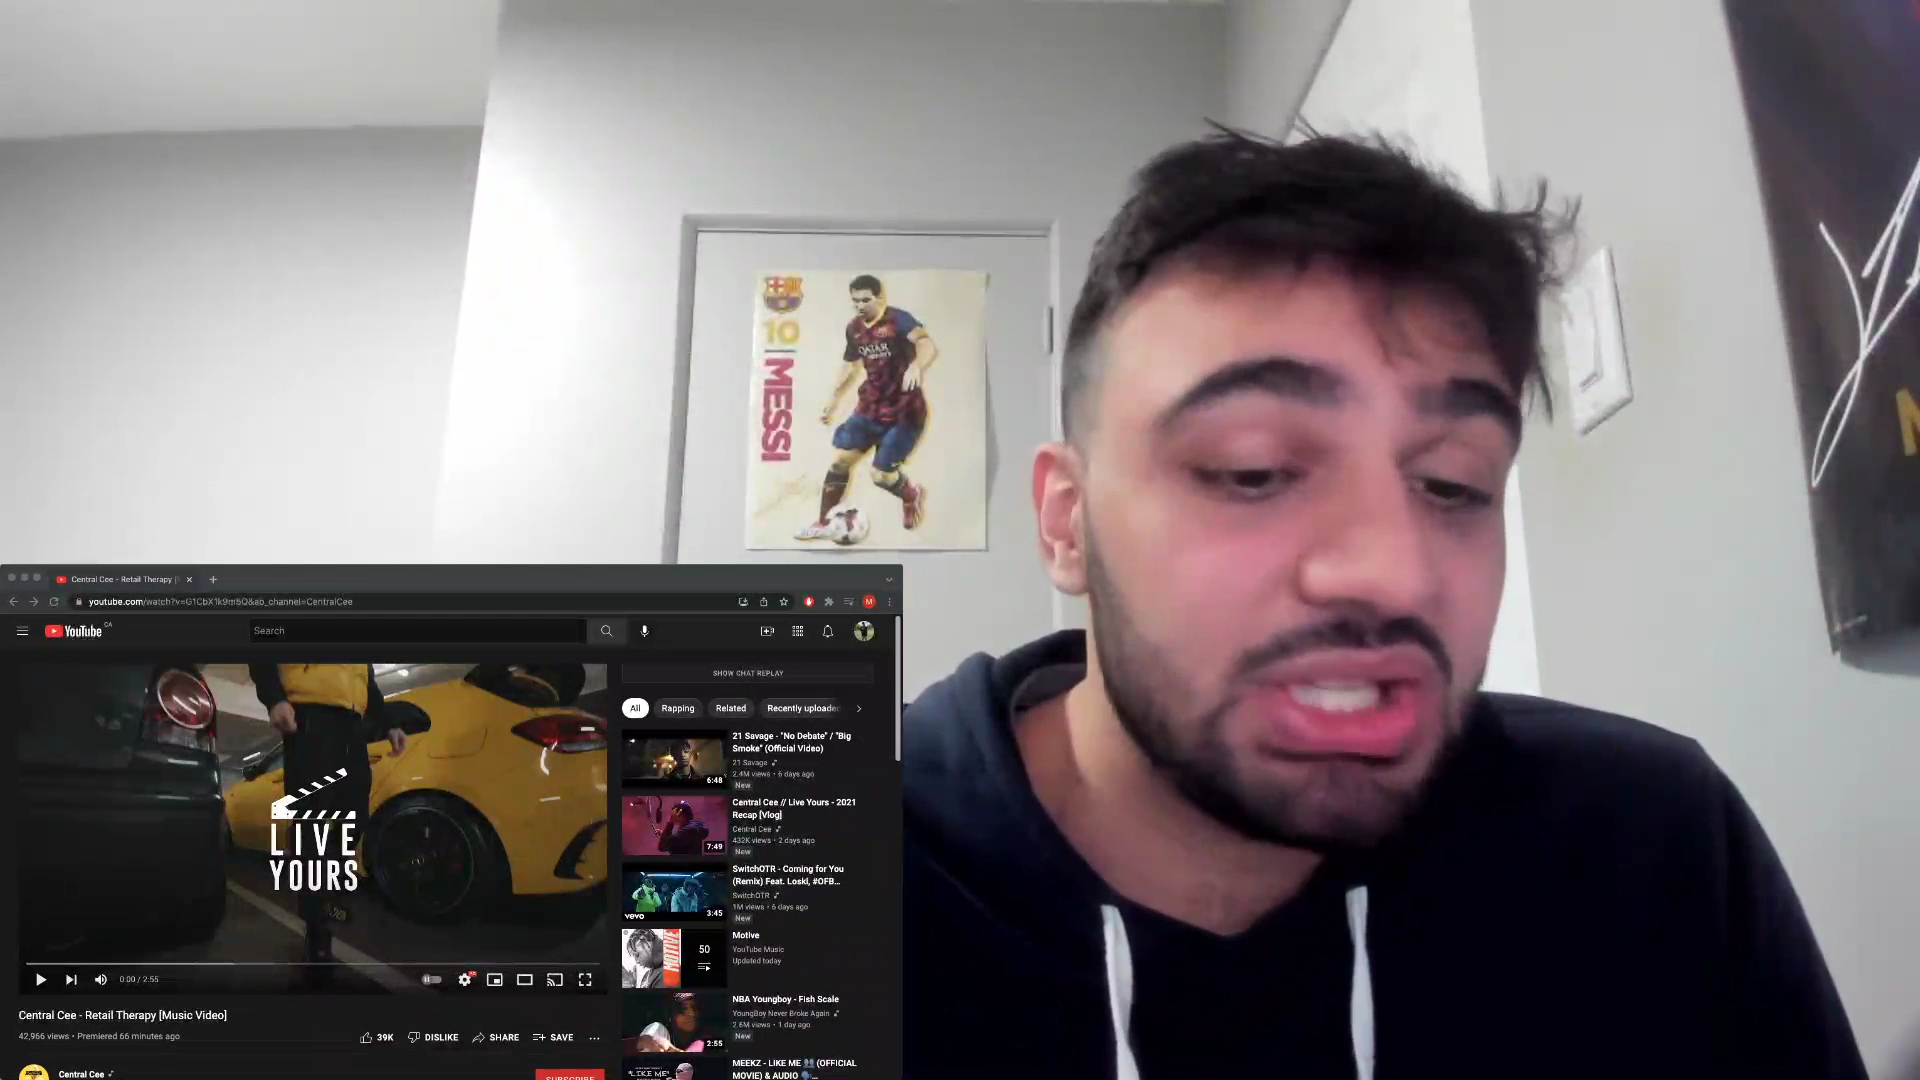 10
MESSI
QATAR
Central Cee - Retail Therapy [
youtube.com/watch?v=G1CbX1k9m5Q&ab_channel=CentralCee
YouTube CA
Search
SHOW CHAT REPLAY
All
Rapping
Related
Recently uploaded
LIVE
YOURS
0:00 / 2:55
Central Cee - Retail Therapy [Music Video]
42,966 views • Premiered 66 minutes ago
39K
DISLIKE
SHARE
SAVE
Central Cee
SUBSCRIBE
21 Savage - "No Debate" / "Big
Smoke" (Official Video)
21 Savage
2.4M views • 6 days ago
New
6:48
Central Cee // Live Yours - 2021
Recap [Vlog]
Central Cee
432K views • 2 days ago
New
7:49
SwitchOTR - Coming for You
(Remix) Feat. Loski, #OFB...
SwitchOTR
1M views • 6 days ago
New
vevo
3:45
Motive
YouTube Music
Updated today
MOTIVE
50
NBA Youngboy - Fish Scale
YoungBoy Never Broke Again
2.6M views • 1 day ago
New
2:55
MEEKZ - LIKE ME (OFFICIAL
MOVIE) & AUDIO
"LIKE ME"